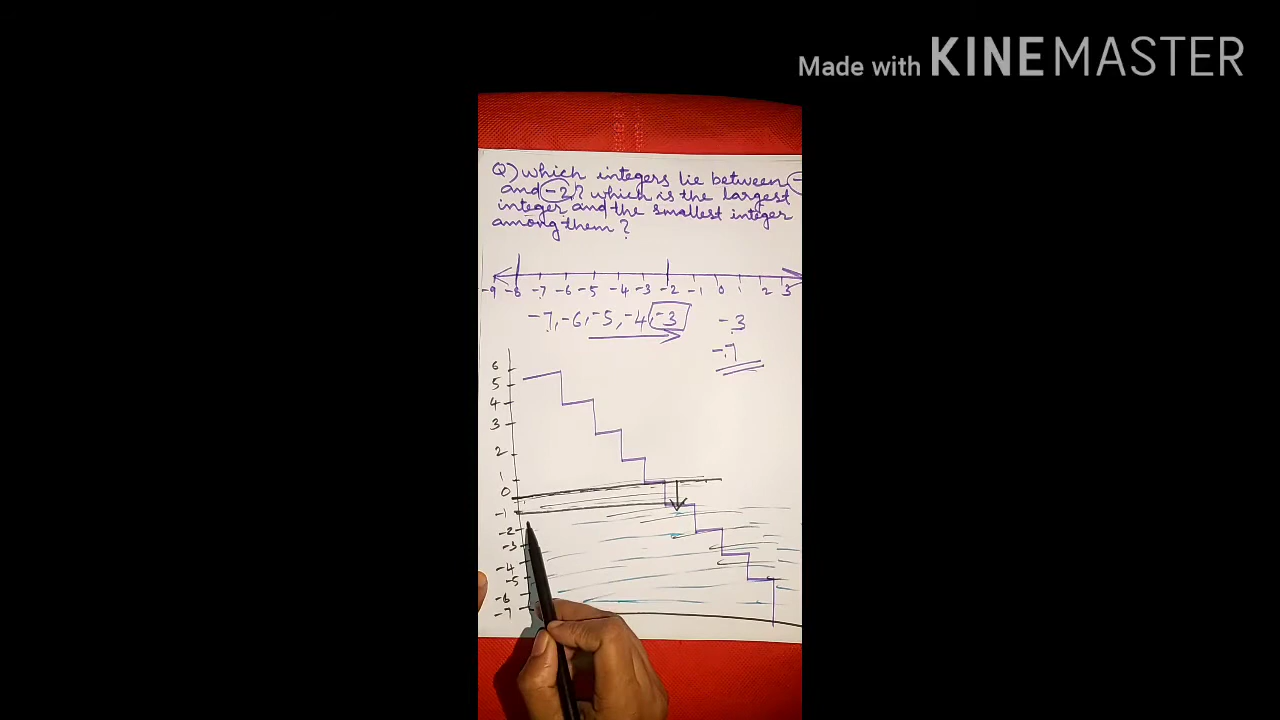 Made with KINEMASTER
Q) which integers lie between -
and -2? which is the largest
integer and the smallest integer
among them?
-9 -8 -7 -6 -5 -4 -3 -2 -1 0 1 2 3
-7, -6, -5, -4, -3
-3
-7
6
5
4
3
2
1
0
-1
-2
-3
-4
-5
-6
-7